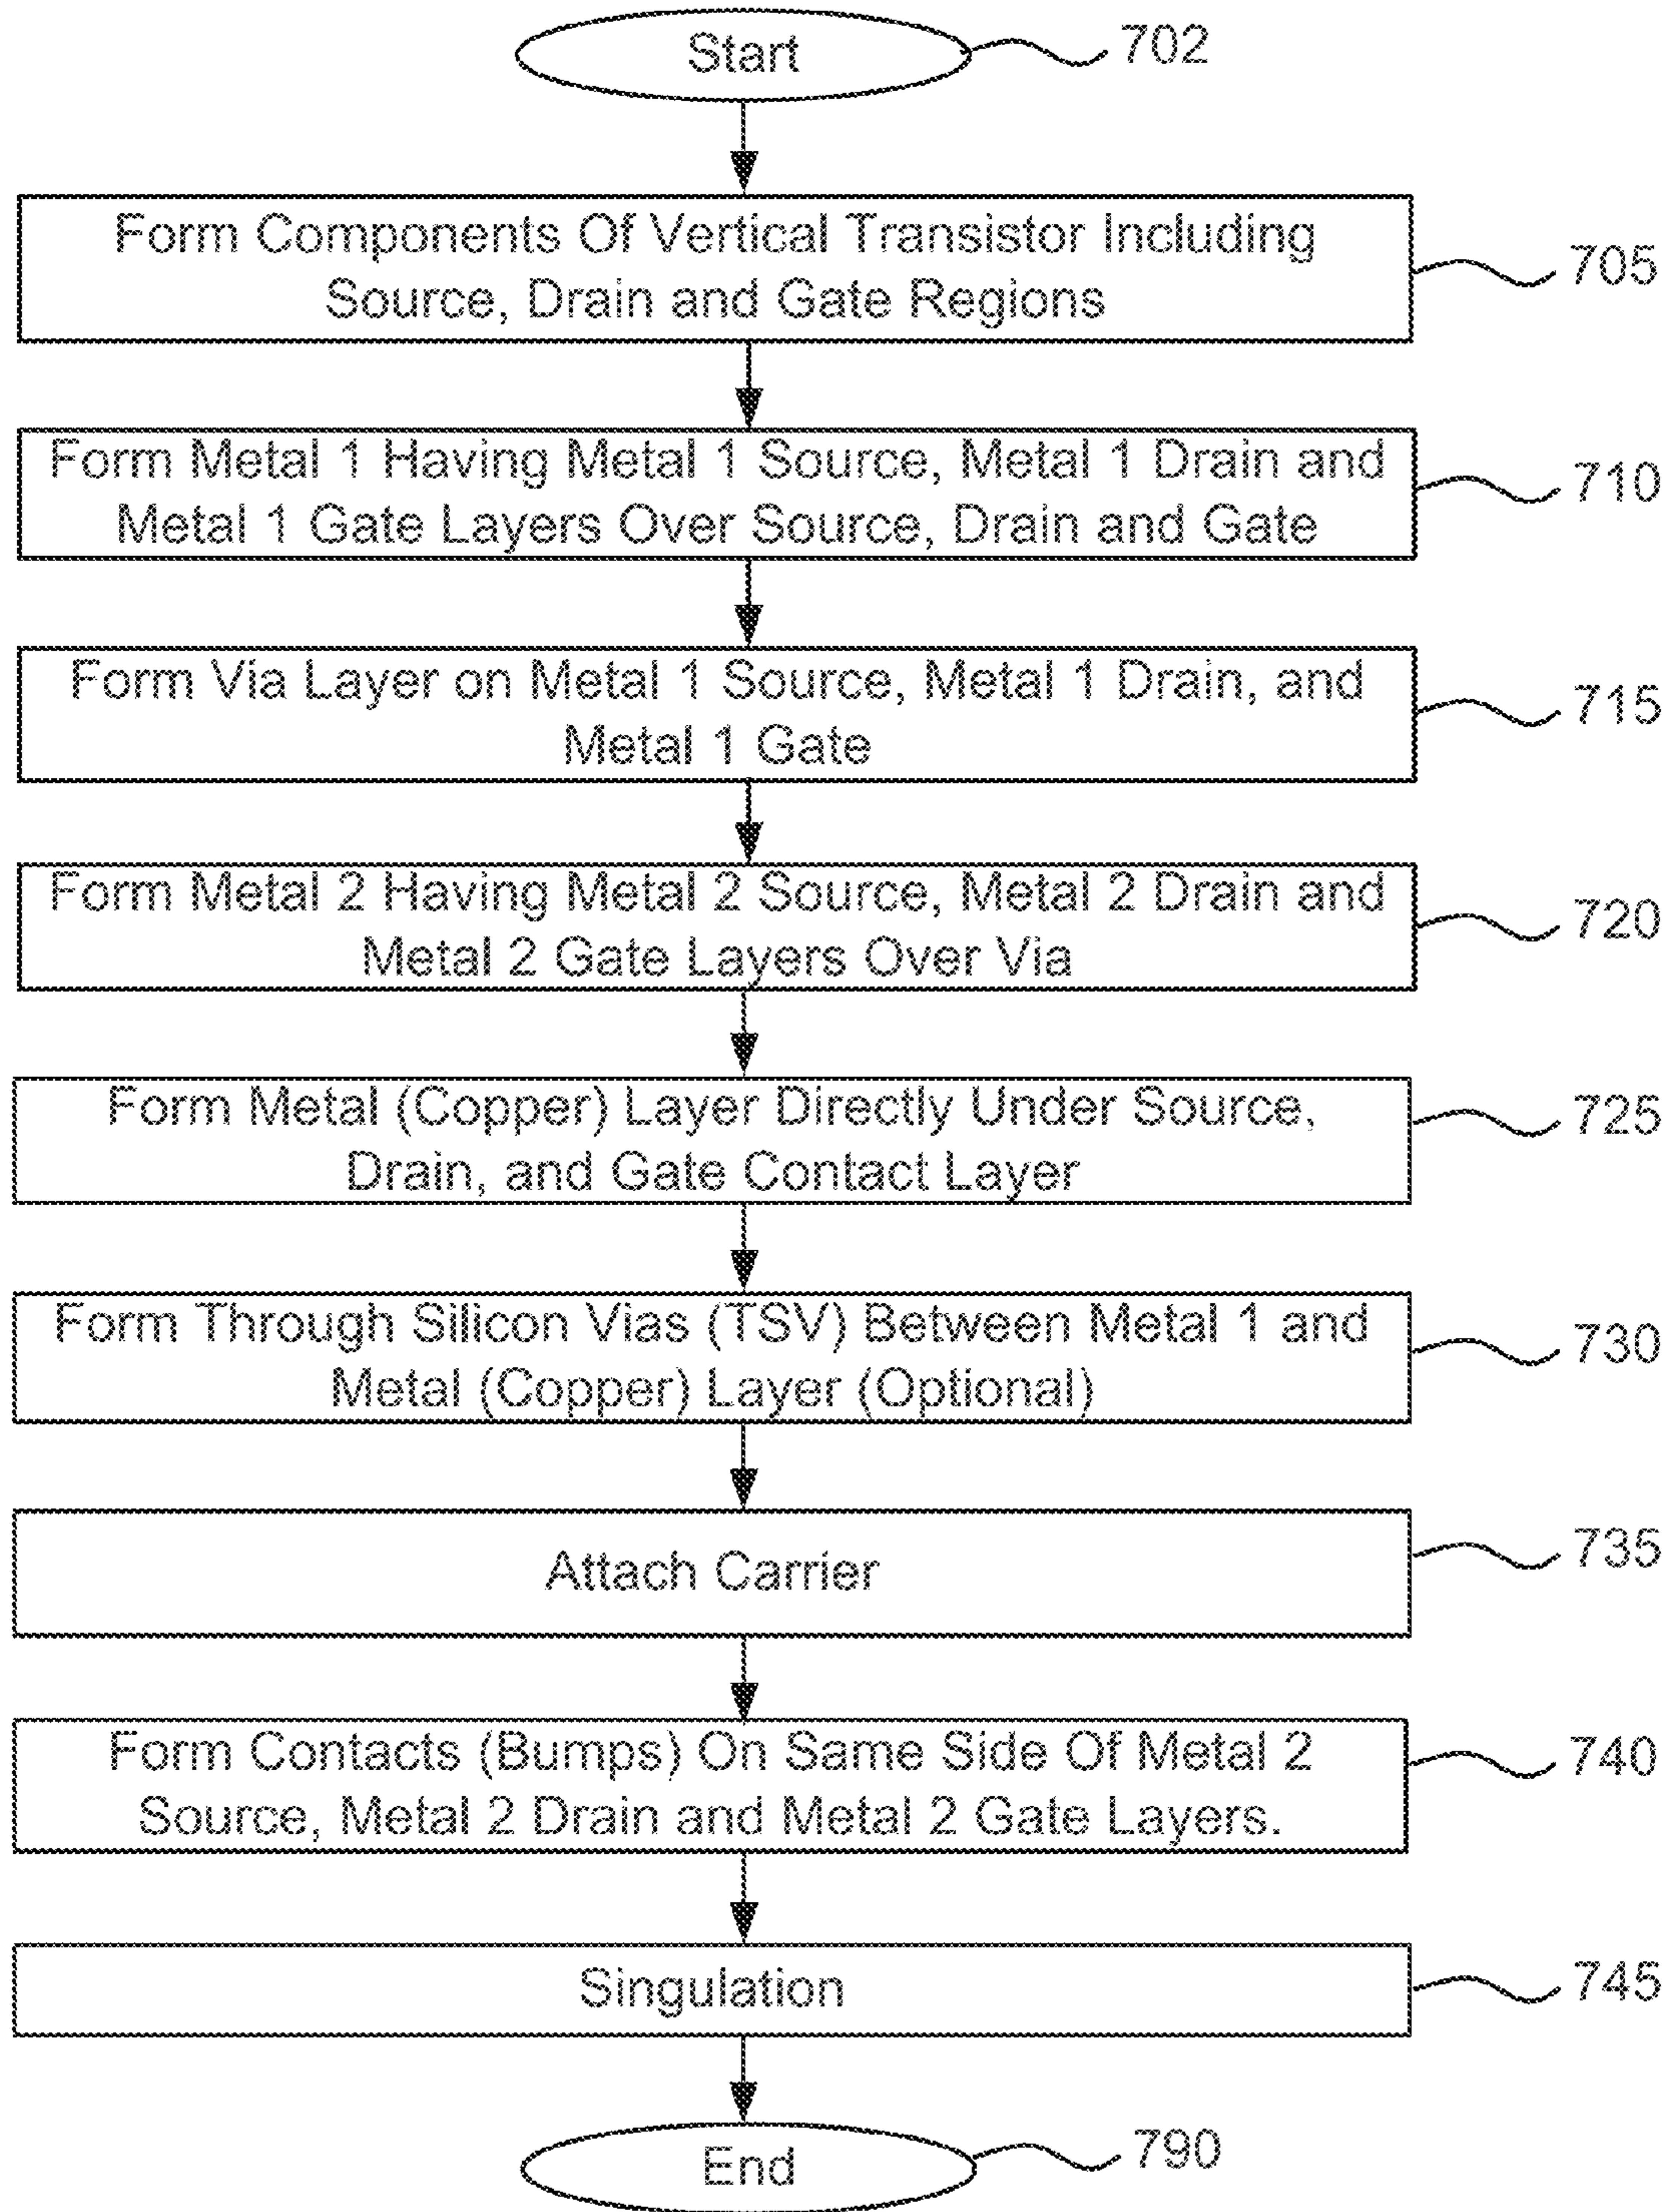 Start
702
Form Components Of Vertical Transistor Including
Source, Drain and Gate Regions
705
Form Metal 1 Having Metal 1 Source, Metal 1 Drain and
Metal 1 Gate Layers Over Source, Drain and Gate
710
Form Via Layer on Metal 1 Source, Metal 1 Drain, and
Metal 1 Gate
715
Form Metal 2 Having Metal 2 Source, Metal 2 Drain and
Metal 2 Gate Layers Over Via
720
Form Metal (Copper) Layer Directly Under Source,
Drain, and Gate Contact Layer
725
Form Through Silicon Vias (TSV) Between Metal 1 and
Metal (Copper) Layer (Optional)
730
Attach Carrier
735
Form Contacts (Bumps) On Same Side Of Metal 2
Source, Metal 2 Drain and Metal 2 Gate Layers.
740
Singulation
745
End
790